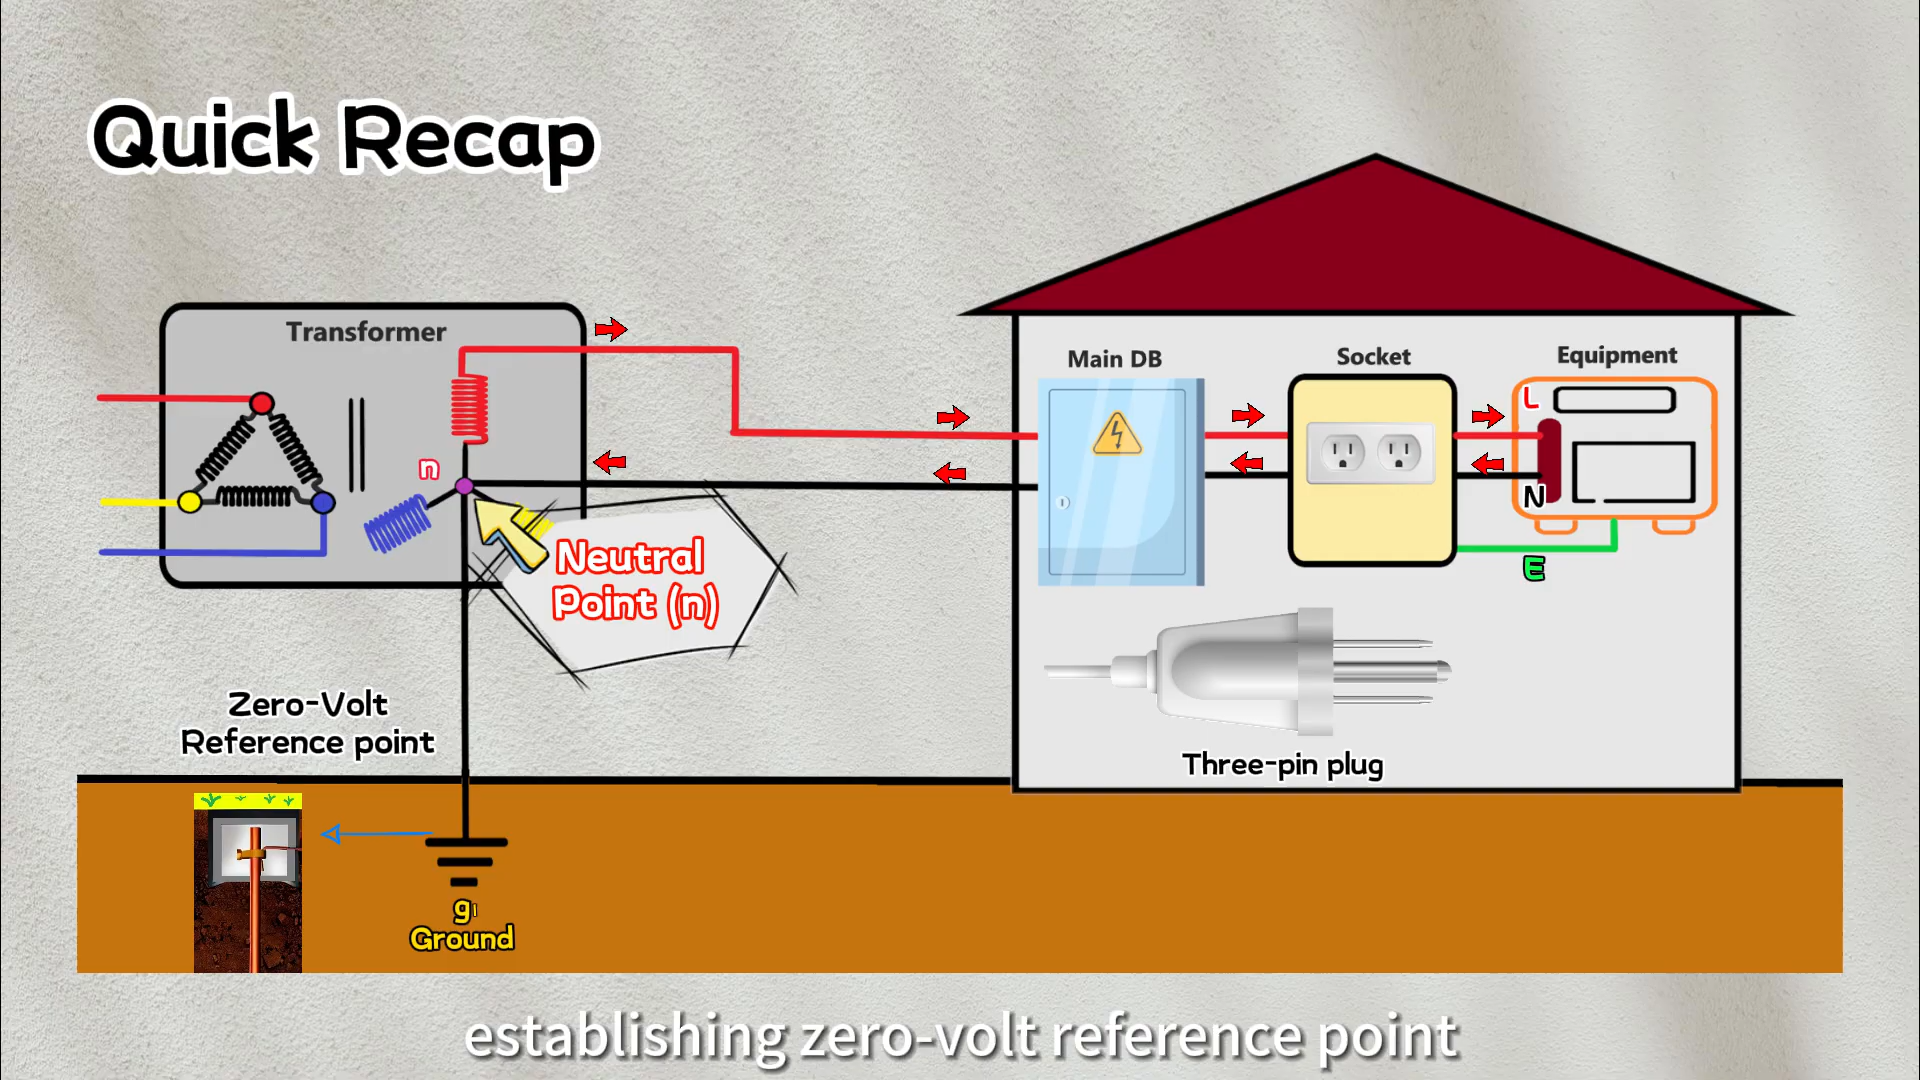 Quick Recap
Transformer
n
Neutral
Point (n)
Zero-Volt
Reference point
g
Ground
Main DB
Socket
Equipment
L
N
E
Three-pin plug
establishing zero-volt reference point